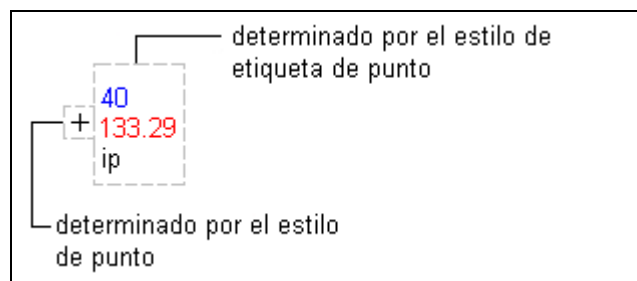 determinado por el estilo de
etiqueta de punto
40
+ 133.29
ip
determinado por el estilo
de punto